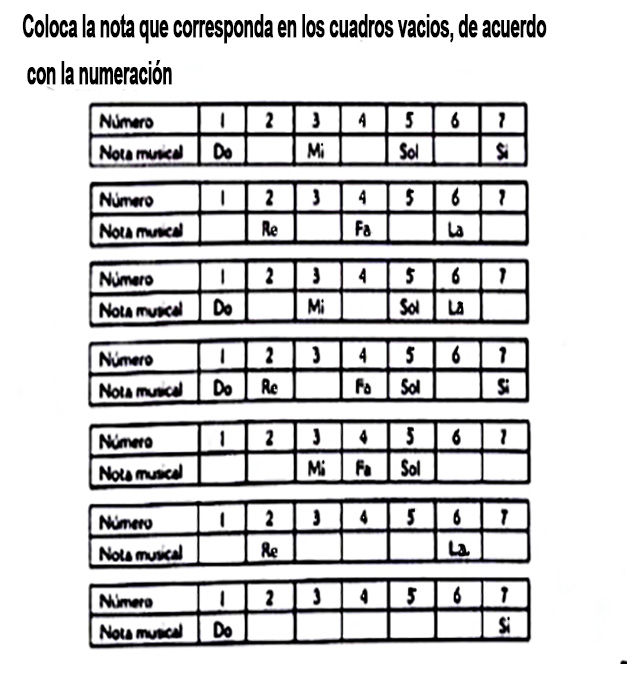 Coloca la nota que corresponda en los cuadros vacios, de acuerdo
con la numeración
Número 1 2 3 4 5 6 7
Nota musical Do Mi Sol Si
Número 1 2 3 4 5 6 7
Nota musical Re Fa La
Número 1 2 3 4 5 6 7
Nota musical Do Mi Sol La
Número 1 2 3 4 5 6 7
Nota musical Do Re Fa Sol Si
Número 1 2 3 4 5 6 7
Nota musical Mi Fa Sol
Número 1 2 3 4 5 6 7
Nota musical Re La
Número 1 2 3 4 5 6 7
Nota musical Do Si